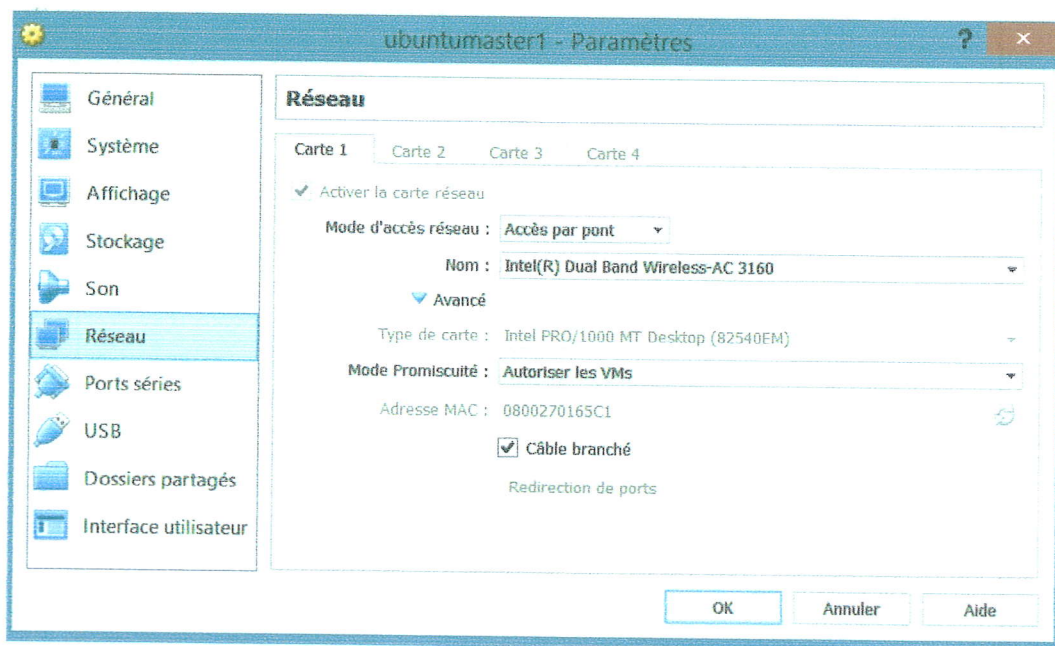 ubuntumaster1 - Paramètres ? ×
Général
Système
Affichage
Stockage
Son
Réseau
Ports séries
USB
Dossiers partagés
Interface utilisateur
Réseau
Carte 1 Carte 2 Carte 3 Carte 4
Activer la carte réseau
Mode d'accès réseau : Accès par pont
Nom : Intel(R) Dual Band Wireless-AC 3160
Avancé
Type de carte : Intel PRO/1000 MT Desktop (82540EM)
Mode Promiscuité : Autoriser les VMs
Adresse MAC : 0800270165C1
Câble branché
Redirection de ports
OK Annuler Aide